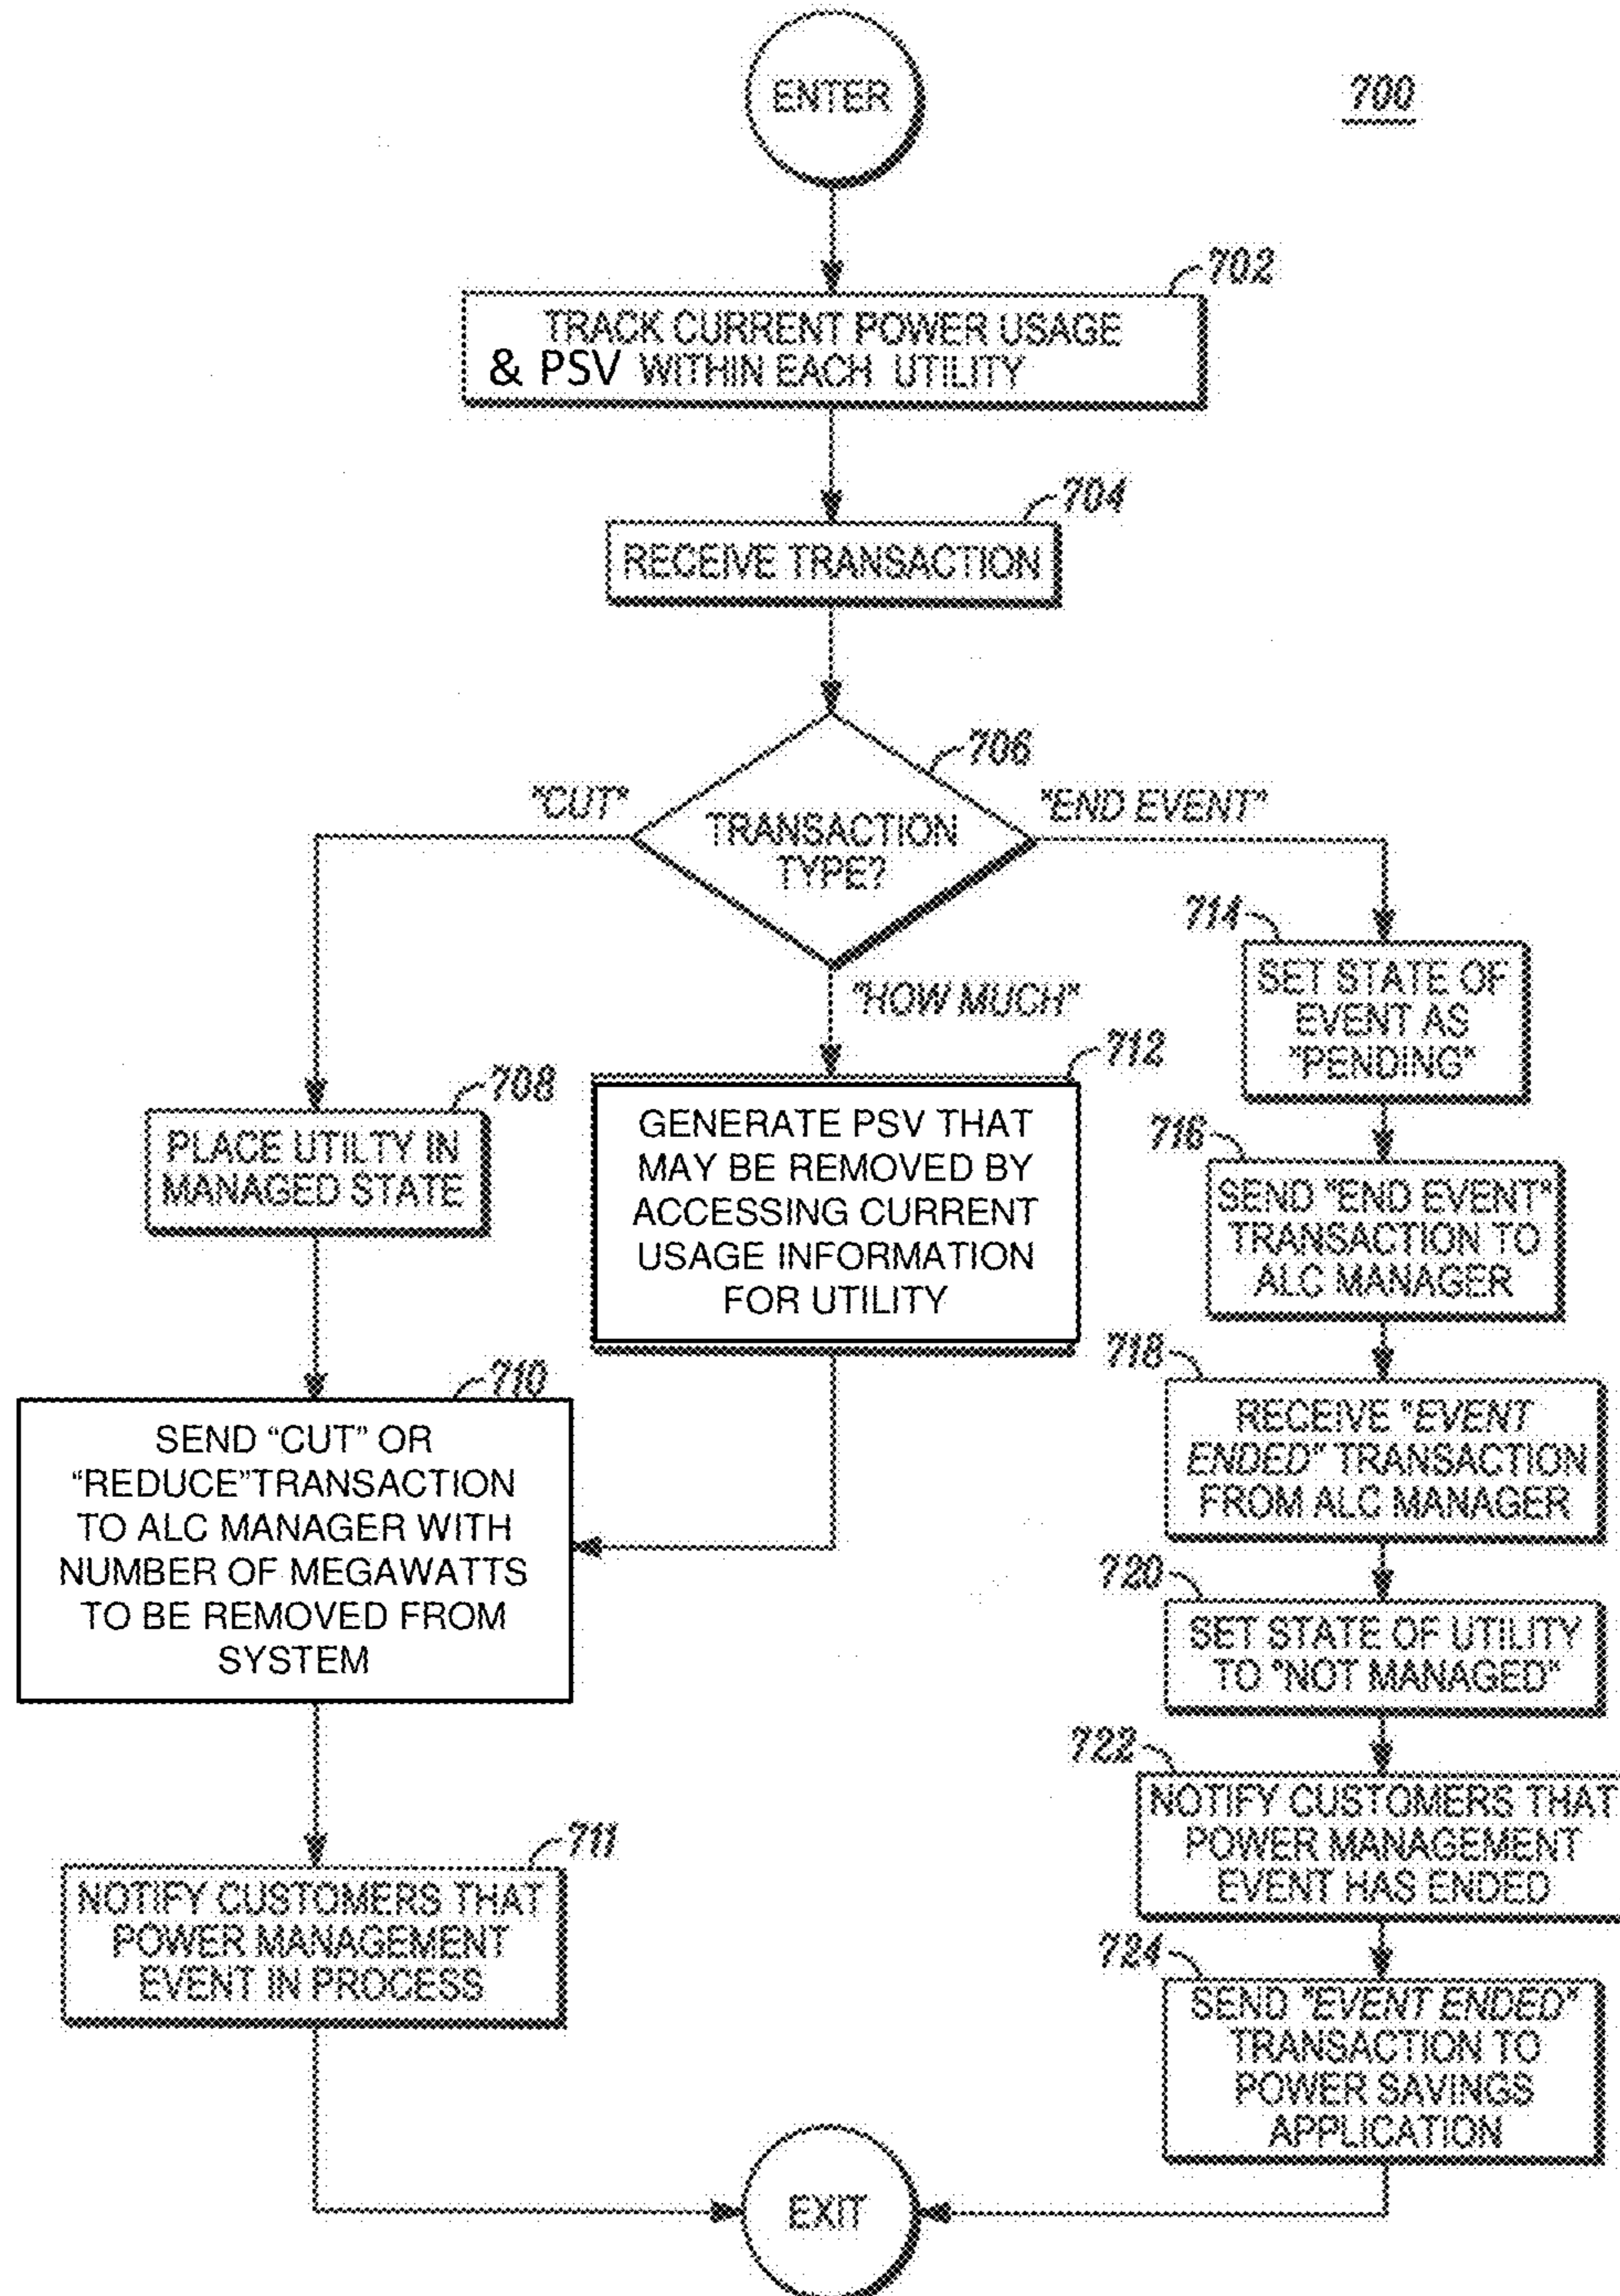 ENTER
700
702
TRACK CURRENT POWER USAGE
& PSV WITHIN EACH UTILITY
704
RECEIVE TRANSACTION
706
"CUT"
TRANSACTION
TYPE?
"END EVENT"
"HOW MUCH"
708
PLACE UTILTY IN
MANAGED STATE
712
GENERATE PSV THAT
MAY BE REMOVED BY
ACCESSING CURRENT
USAGE INFORMATION
FOR UTILITY
710
SEND “CUT” OR
“REDUCE”TRANSACTION
TO ALC MANAGER WITH
NUMBER OF MEGAWATTS
TO BE REMOVED FROM
SYSTEM
711
NOTIFY CUSTOMERS THAT
POWER MANAGEMENT
EVENT IN PROCESS
714
SET STATE OF
EVENT AS
"PENDING"
716
SEND "END EVENT"
TRANSACTION TO
ALC MANAGER
718
RECEIVE "EVENT
ENDED" TRANSACTION
FROM ALC MANAGER
720
SET STATE OF UTILITY
TO "NOT MANAGED"
722
NOTIFY CUSTOMERS THAT
POWER MANAGEMENT
EVENT HAS ENDED
724
SEND "EVENT ENDED"
TRANSACTION TO
POWER SAVINGS
APPLICATION
EXIT